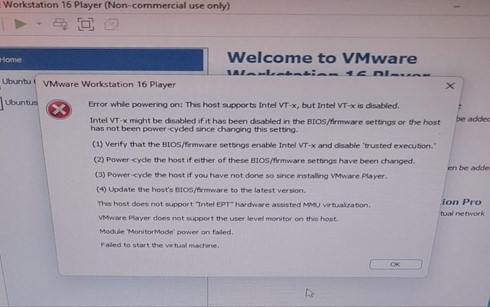 Workstation 16 Player (Non-commercial use only)
Home
Ubuntu
Ubuntus
Welcome to VMware
Workstation 16 Player
VMware Workstation 16 Player
Error while powering on: This host supports Intel VT-x, but Intel VT-x is disabled.
Intel VT-x might be disabled if it has been disabled in the BIOS/firmware settings or the host
has not been power-cycled since changing this setting.
(1) Verify that the BIOS/firmware settings enable Intel VT-x and disable 'trusted execution.'
(2) Power-cycle the host if either of these BIOS/firmware settings have been changed.
(3) Power-cycle the host if you have not done so since installing VMware Player.
(4) Update the host's BIOS/firmware to the latest version.
This host does not support "Intel EPT" hardware assisted MMU virtualization.
VMware Player does not support the user level monitor on this host.
Module 'MonitorMode' power on failed.
Failed to start the virtual machine.
OK
be added
en be added
ion Pro
tual network